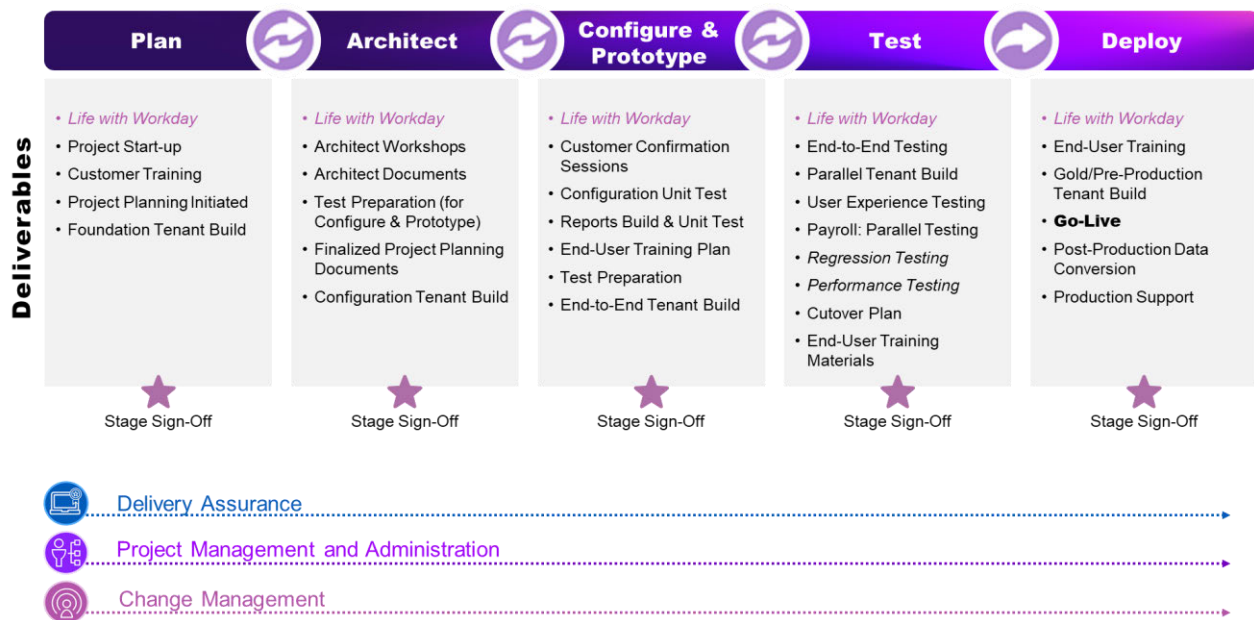 Plan
Architect
Configure &
Prototype
Test
Deploy
Deliverables
• Life with Workday
• Project Start-up
• Customer Training
• Project Planning Initiated
• Foundation Tenant Build
• Life with Workday
• Architect Workshops
• Architect Documents
• Test Preparation (for
Configure & Prototype)
• Finalized Project Planning
Documents
• Configuration Tenant Build
• Life with Workday
• Customer Confirmation
Sessions
• Configuration Unit Test
• Reports Build & Unit Test
• End-User Training Plan
• Test Preparation
• End-to-End Tenant Build
• Life with Workday
• End-to-End Testing
• Parallel Tenant Build
• User Experience Testing
• Payroll: Parallel Testing
• Regression Testing
• Performance Testing
• Cutover Plan
• End-User Training
Materials
• Life with Workday
• End-User Training
• Gold/Pre-Production
Tenant Build
• Go-Live
• Post-Production Data
Conversion
• Production Support
Stage Sign-Off
Stage Sign-Off
Stage Sign-Off
Stage Sign-Off
Stage Sign-Off
Delivery Assurance
Project Management and Administration
Change Management